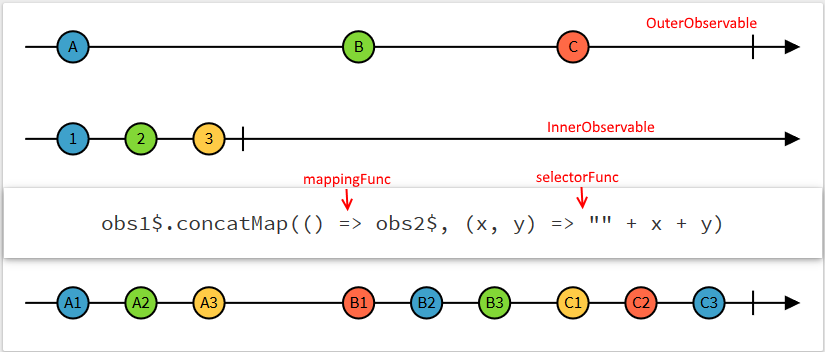 OuterObservable
A B C
1 2 3
InnerObservable
mappingFunc selectorFunc
obs1$.concatMap(() => obs2$, (x, y) => "" + x + y)
A1 A2 A3 B1 B2 B3 C1 C2 C3